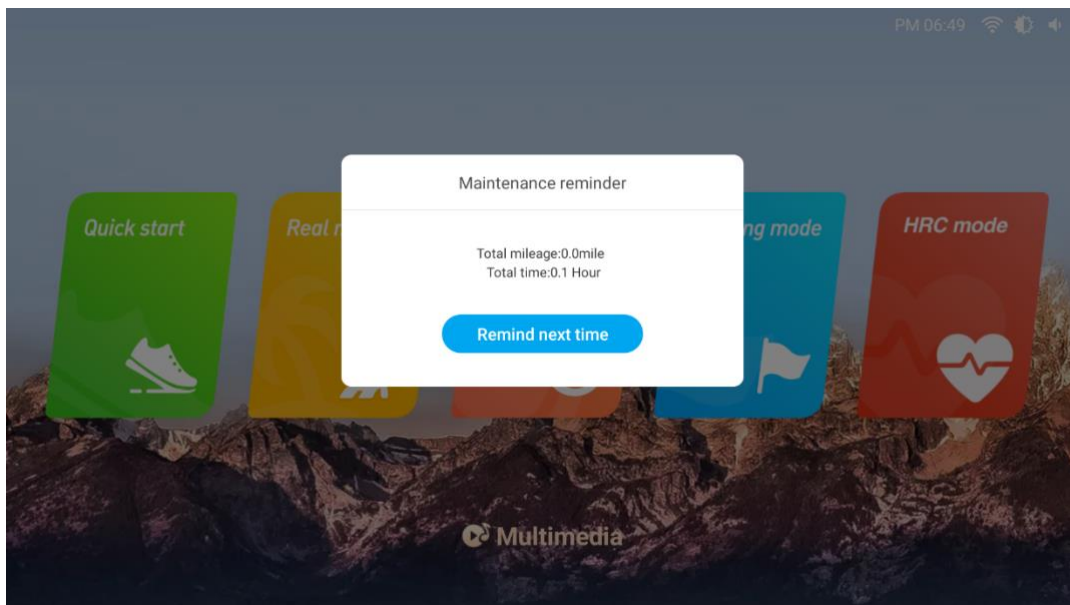 PM 06:49
Maintenance reminder
Quick start
Real
ng mode
HRC mode
Total mileage:0.0mile
Total time:0.1 Hour
Remind next time
Multimedia